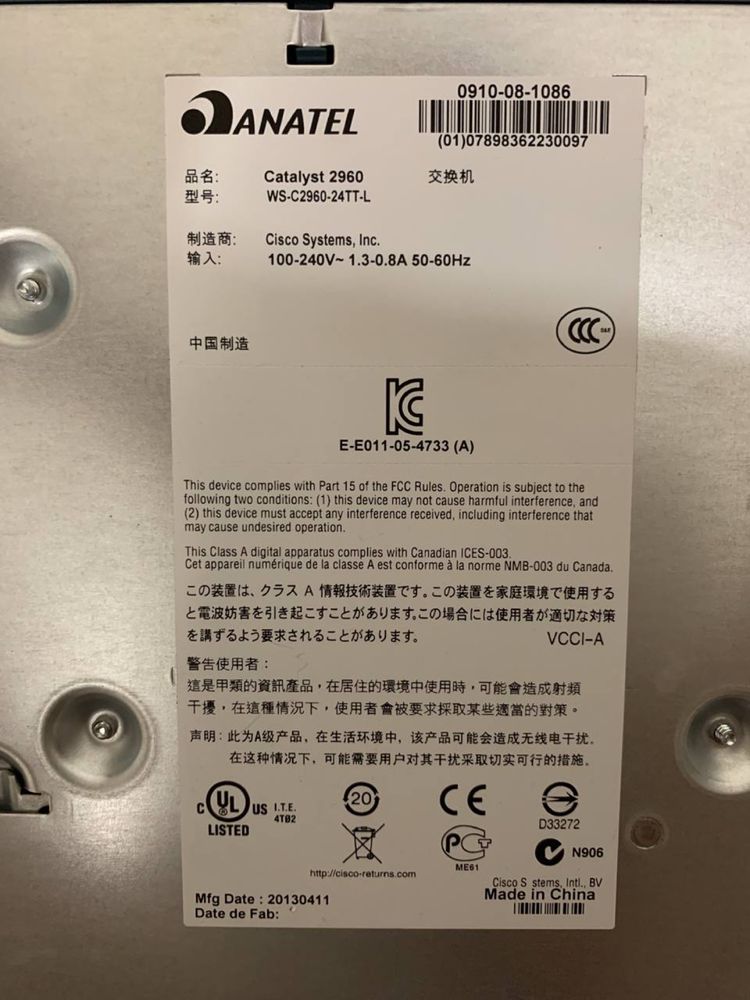 ANATEL
0910-08-1086
(01)07898362230097
品名: Catalyst 2960 交换机
型号: WS-C2960-24TT-L
制造商: Cisco Systems, Inc.
输入: 100-240V~ 1.3-0.8A 50-60Hz
中国制造
CCC S&E
KC
E-E011-05-4733 (A)
This device complies with Part 15 of the FCC Rules. Operation is subject to the
following two conditions: (1) this device may not cause harmful interference, and
(2) this device must accept any interference received, including interference that
may cause undesired operation.
This Class A digital apparatus complies with Canadian ICES-003.
Cet appareil numérique de la classe A est conforme à la norme NMB-003 du Canada.
この装置は、クラス A 情報技術装置です。この装置を家庭環境で使用する
と電波妨害を引き起こすことがあります。この場合には使用者が適切な対策
を講ずるよう要求されることがあります。 VCCI-A
警告使用者：
這是甲類的資訊產品，在居住的環境中使用時，可能會造成射頻
干擾，在這種情況下，使用者會被要求採取某些適當的對策。
声明: 此为A级产品，在生活环境中，该产品可能会造成无线电干扰。
在这种情况下，可能需要用户对其干扰采取切实可行的措施。
C UL US I.T.E.
4T82
LISTED
20
CE
D33272
PCT
ME61
N906
http://cisco-returns.com
Cisco S stems, Intl., BV
Made in China
Mfg Date : 20130411
Date de Fab: